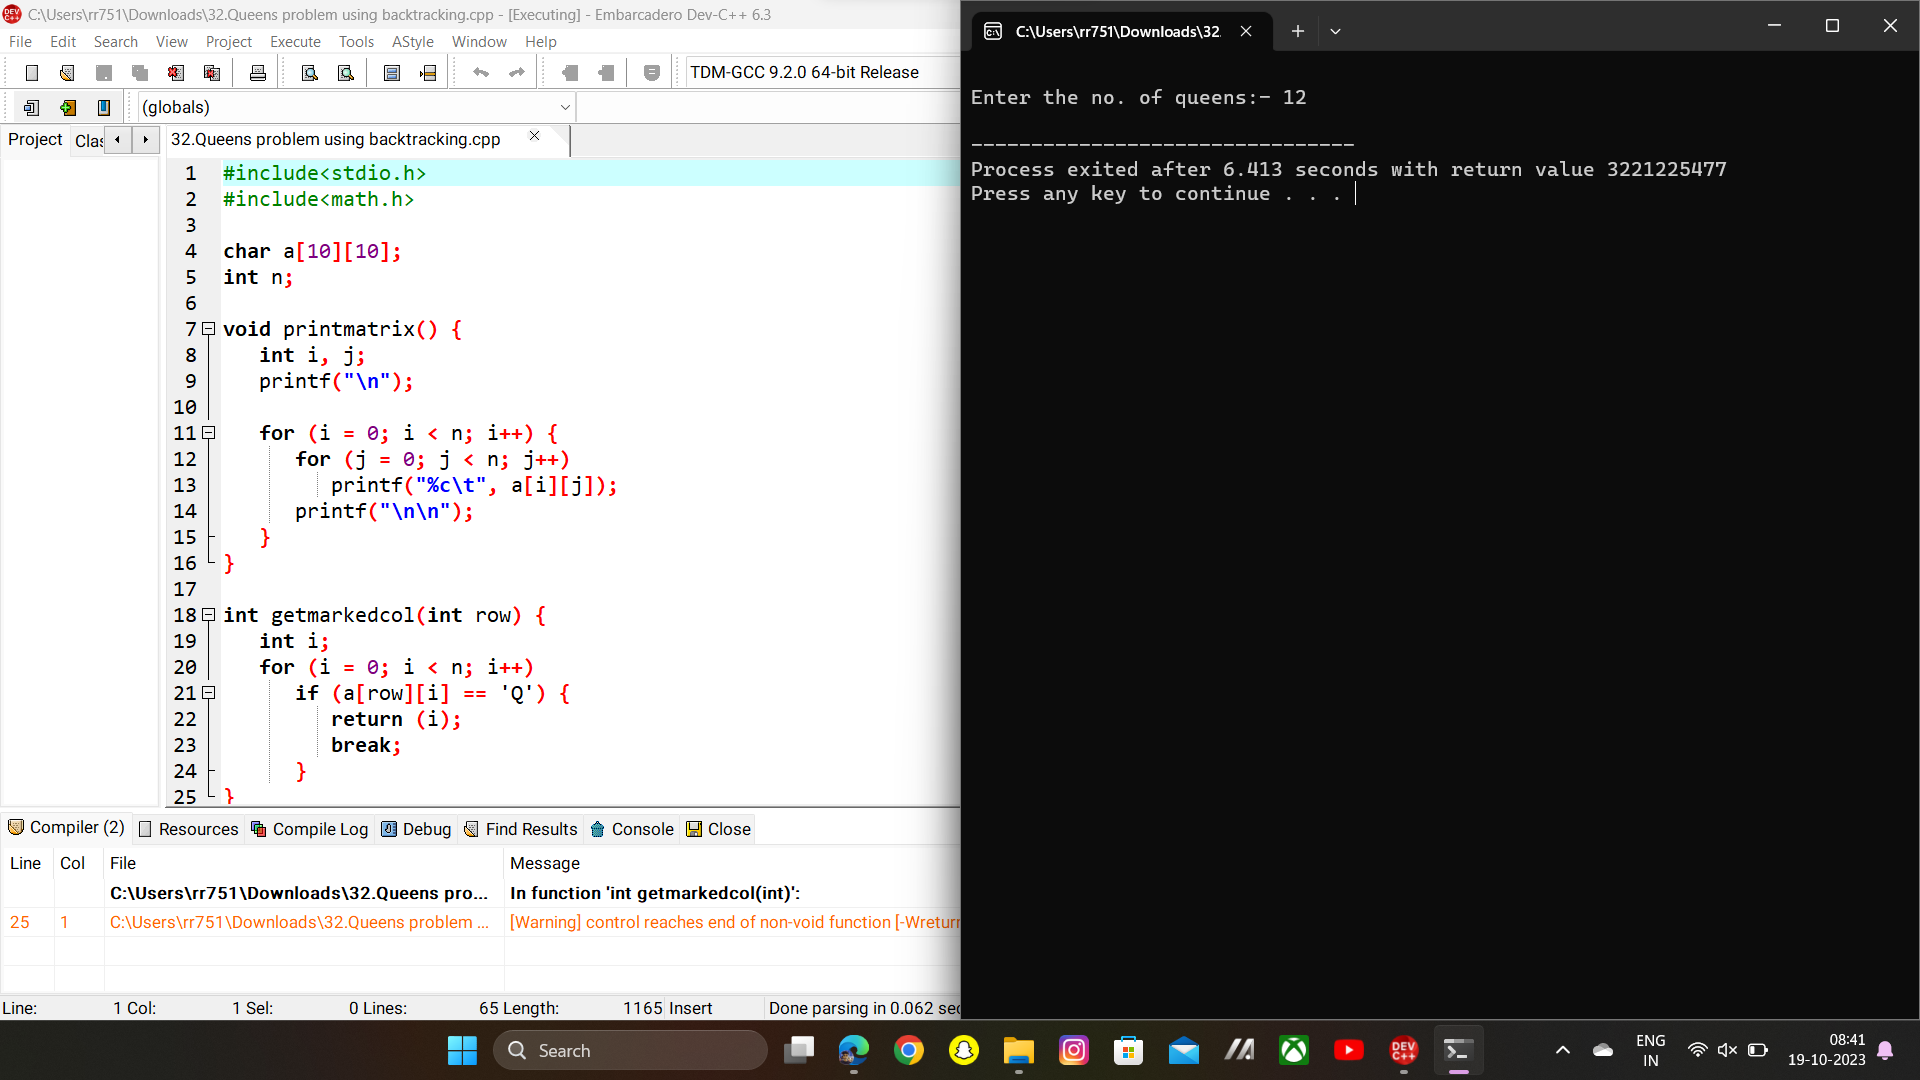 C:\Users\rr751\Downloads\32.Queens problem using backtracking.cpp - [Executing] - Embarcadero Dev-C++ 6.3
File Edit Search View Project Execute Tools AStyle Window Help
TDM-GCC 9.2.0 64-bit Release
(globals)
Project Clas
32.Queens problem using backtracking.cpp
1 #include<stdio.h>
2 #include<math.h>
3
4 char a[10][10];
5 int n;
6
7 void printmatrix() {
8 int i, j;
9 printf("\n");
10
11 for (i = 0; i < n; i++) {
12 for (j = 0; j < n; j++)
13 printf("%c\t", a[i][j]);
14 printf("\n\n");
15 }
16 }
17
18 int getmarkedcol(int row) {
19 int i;
20 for (i = 0; i < n; i++)
21 if (a[row][i] == 'Q') {
22 return (i);
23 break;
24 }
25 }
Compiler (2) Resources Compile Log Debug Find Results Console Close
Line Col File Message
C:\Users\rr751\Downloads\32.Queens pro... In function 'int getmarkedcol(int)':
25 1 C:\Users\rr751\Downloads\32.Queens problem ... [Warning] control reaches end of non-void function [-Wreturn
Line: 1 Col: 1 Sel: 0 Lines: 65 Length: 1165 Insert Done parsing in 0.062 sec
C:\Users\rr751\Downloads\32.
Enter the no. of queens:- 12
--------------------------------
Process exited after 6.413 seconds with return value 3221225477
Press any key to continue . . .
Search
DEV C++
ENG
IN
08:41
19-10-2023